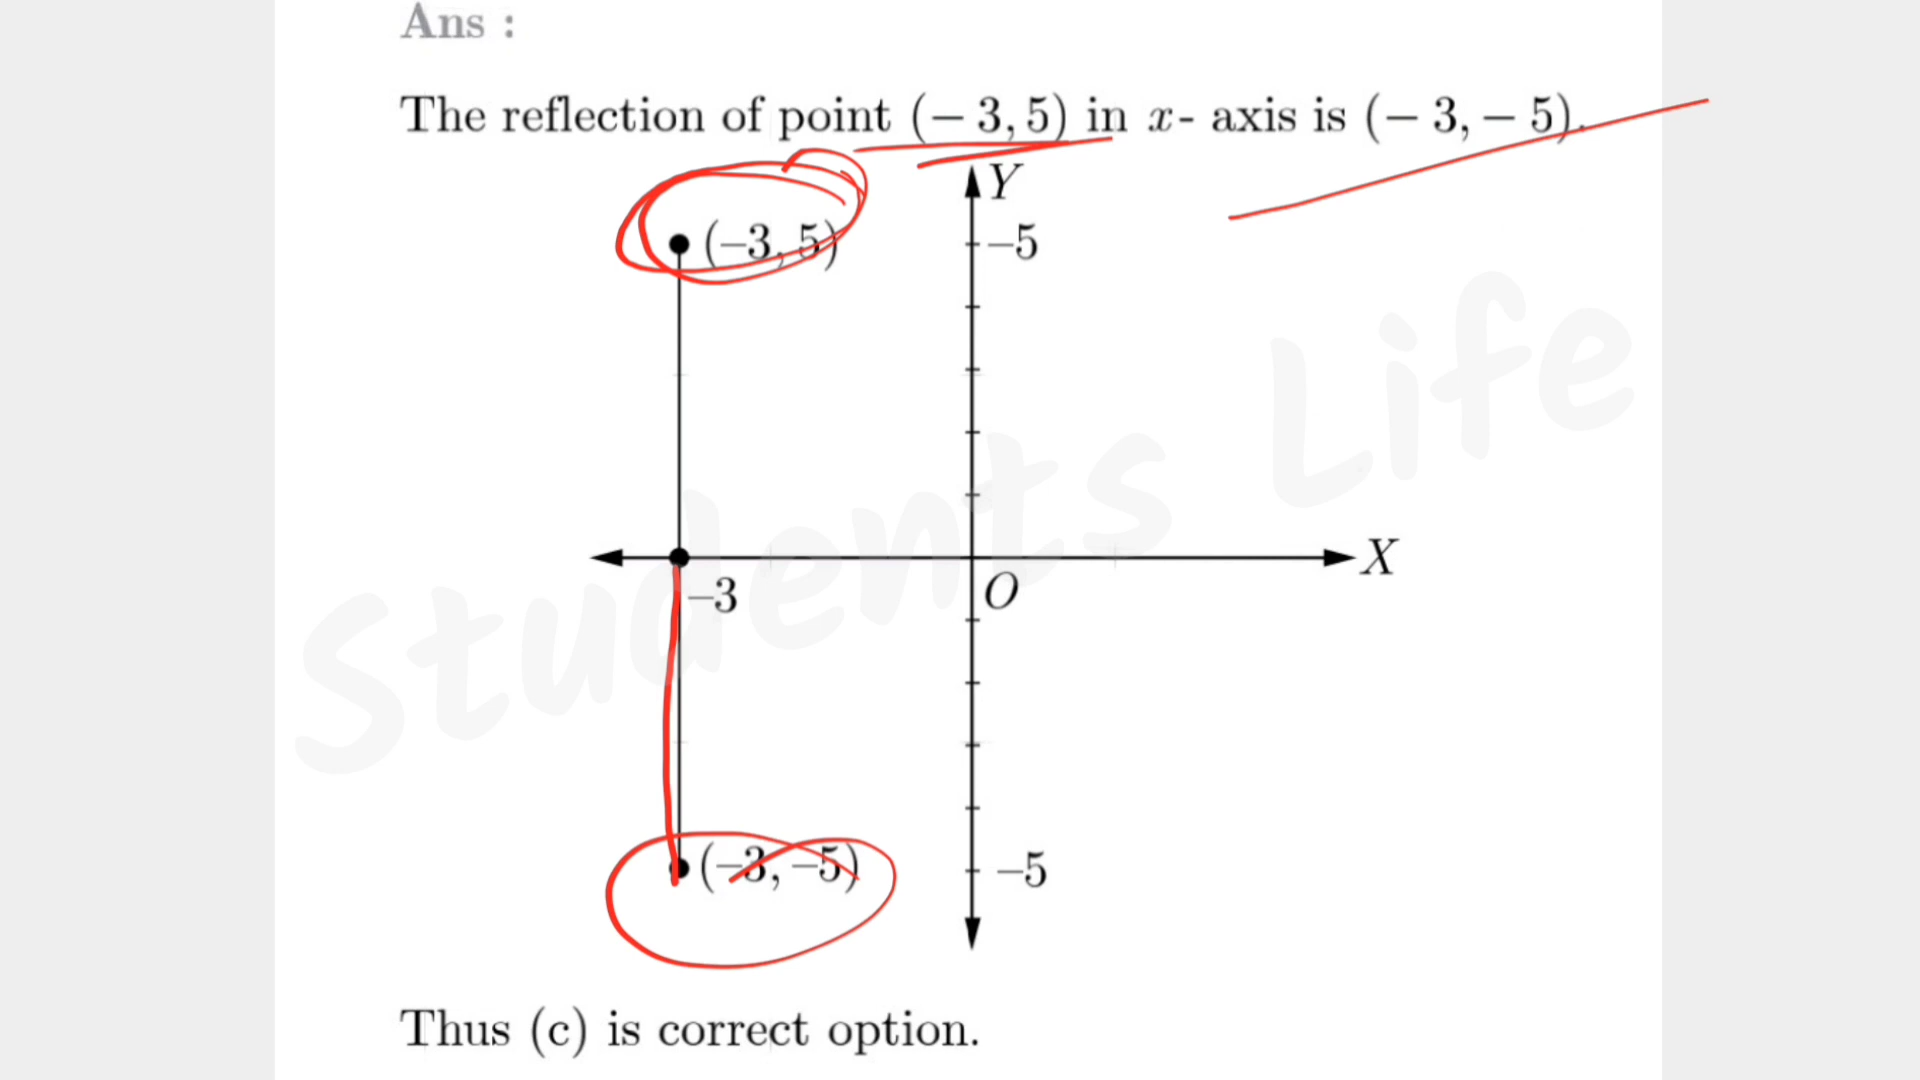 Ans :
The reflection of point (– 3, 5) in x- axis is (– 3, – 5).
Y
(–3, 5)
–5
X
–3
O
(–3, –5)
–5
Thus (c) is correct option.
Students Life